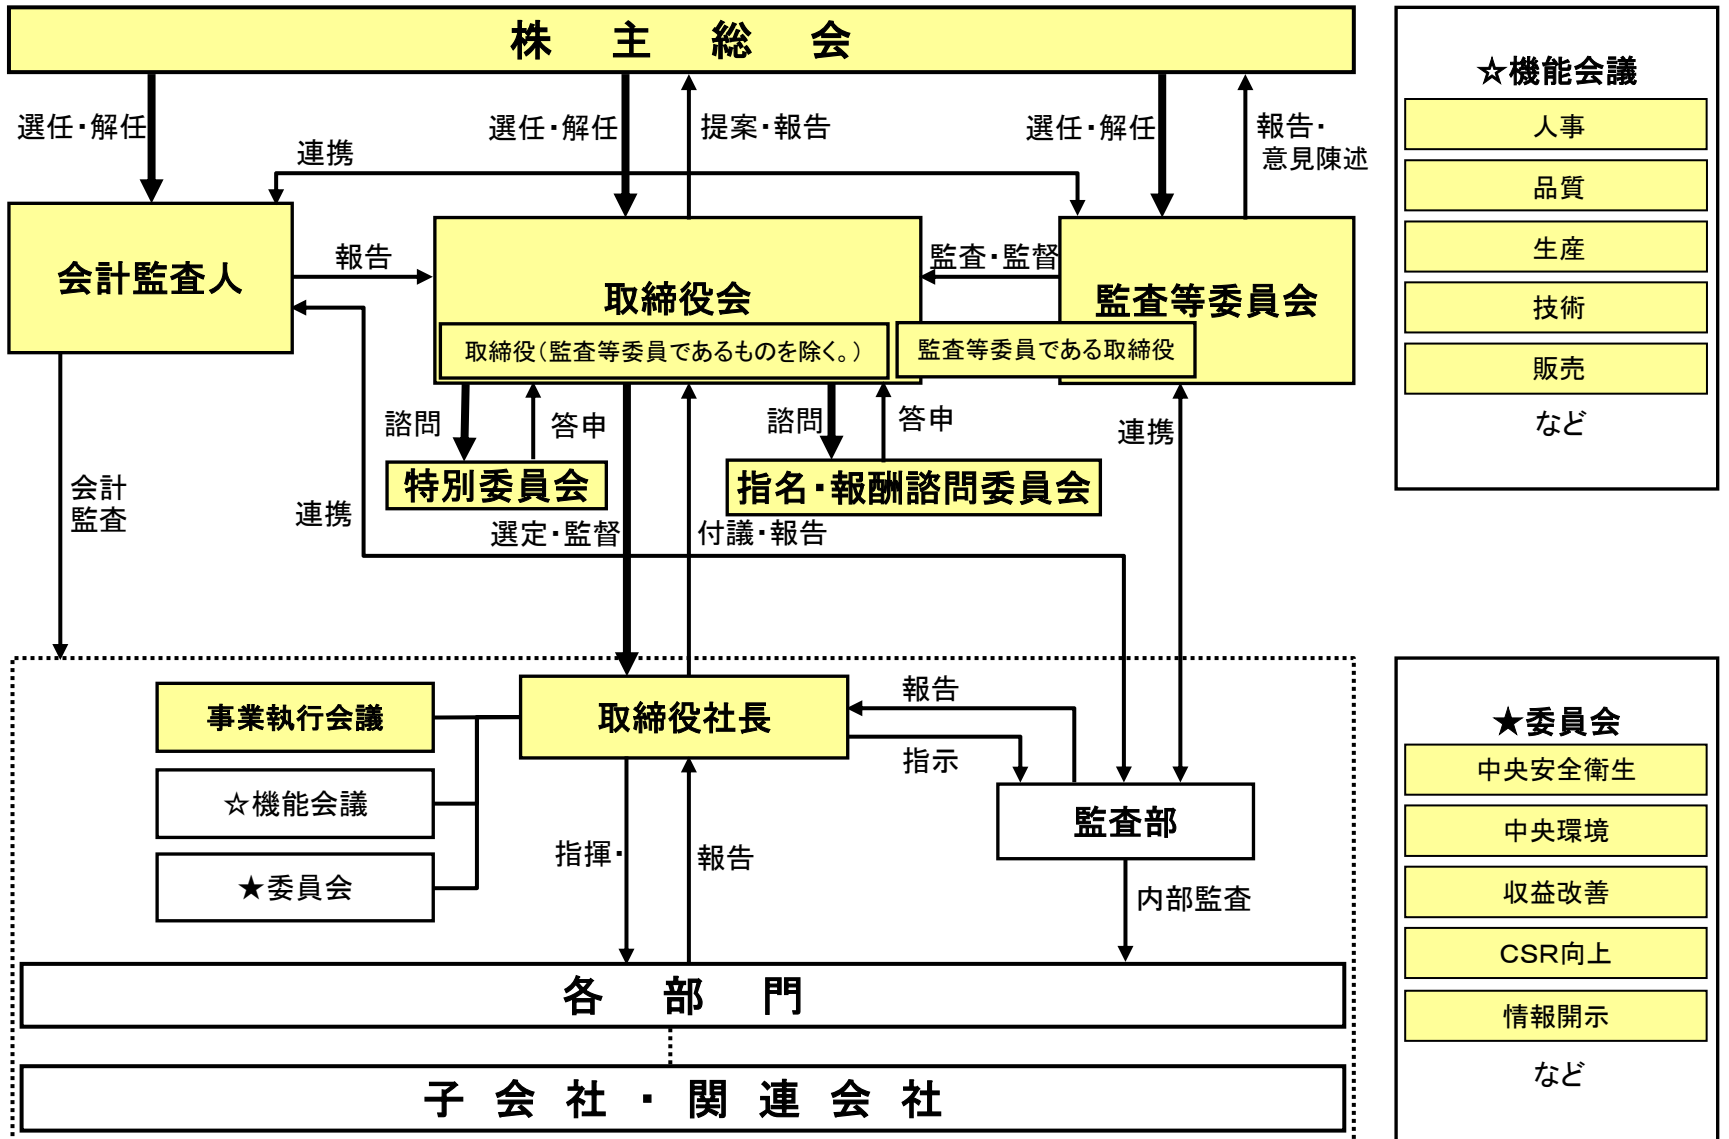 株 主 総 会
選任・解任
連携
選任・解任
提案・報告
選任・解任
報告・
意見陳述
会計監査人
報告
取締役会
監査・監督
監査等委員会
取締役（監査等委員であるものを除く。）
監査等委員である取締役
諮問
答申
諮問
答申
連携
特別委員会
指名・報酬諮問委員会
会計
監査
連携
選定・監督
付議・報告
事業執行会議
☆機能会議
★委員会
取締役社長
報告
指示
監査部
指揮・
報告
内部監査
各 部 門
子 会 社 ・ 関 連 会 社
☆機能会議
人事
品質
生産
技術
販売
など
★委員会
中央安全衛生
中央環境
収益改善
CSR向上
情報開示
など